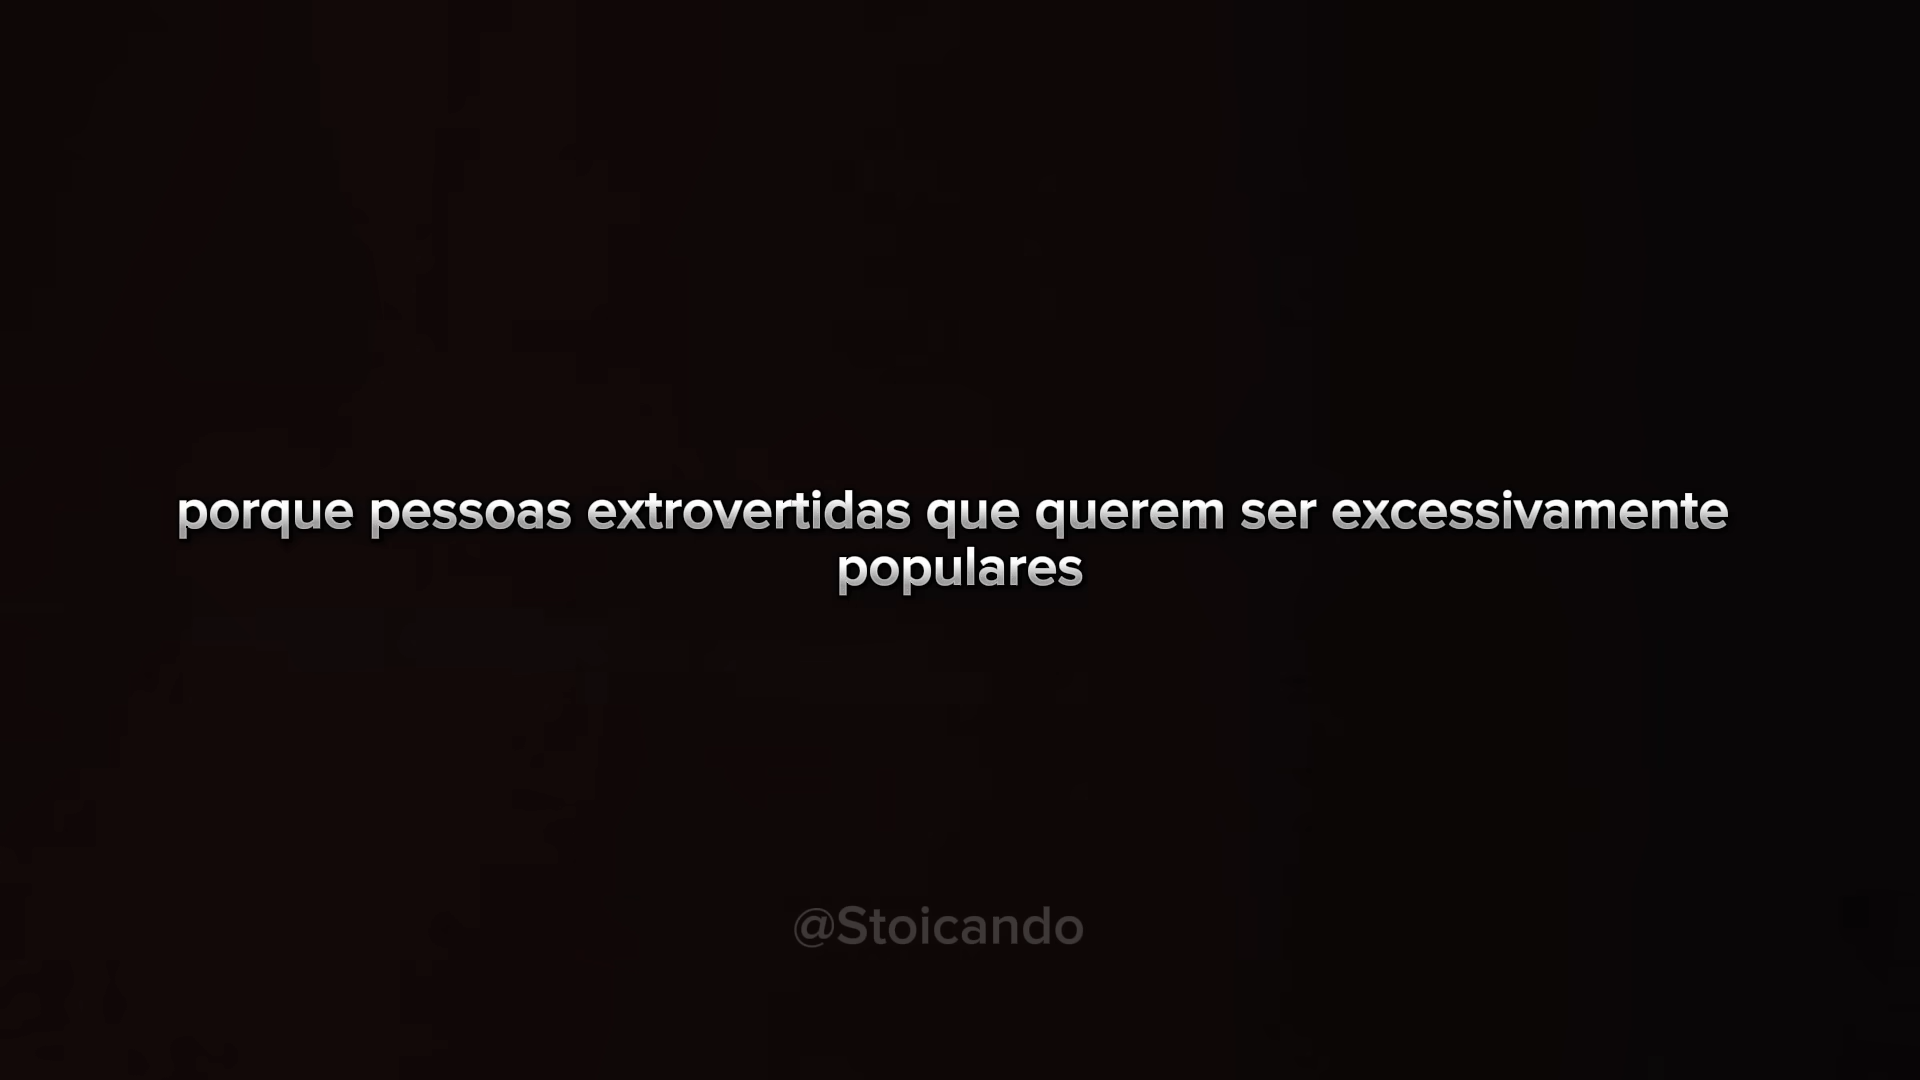 porque pessoas extrovertidas que querem ser excessivamente
populares
@Stoicando